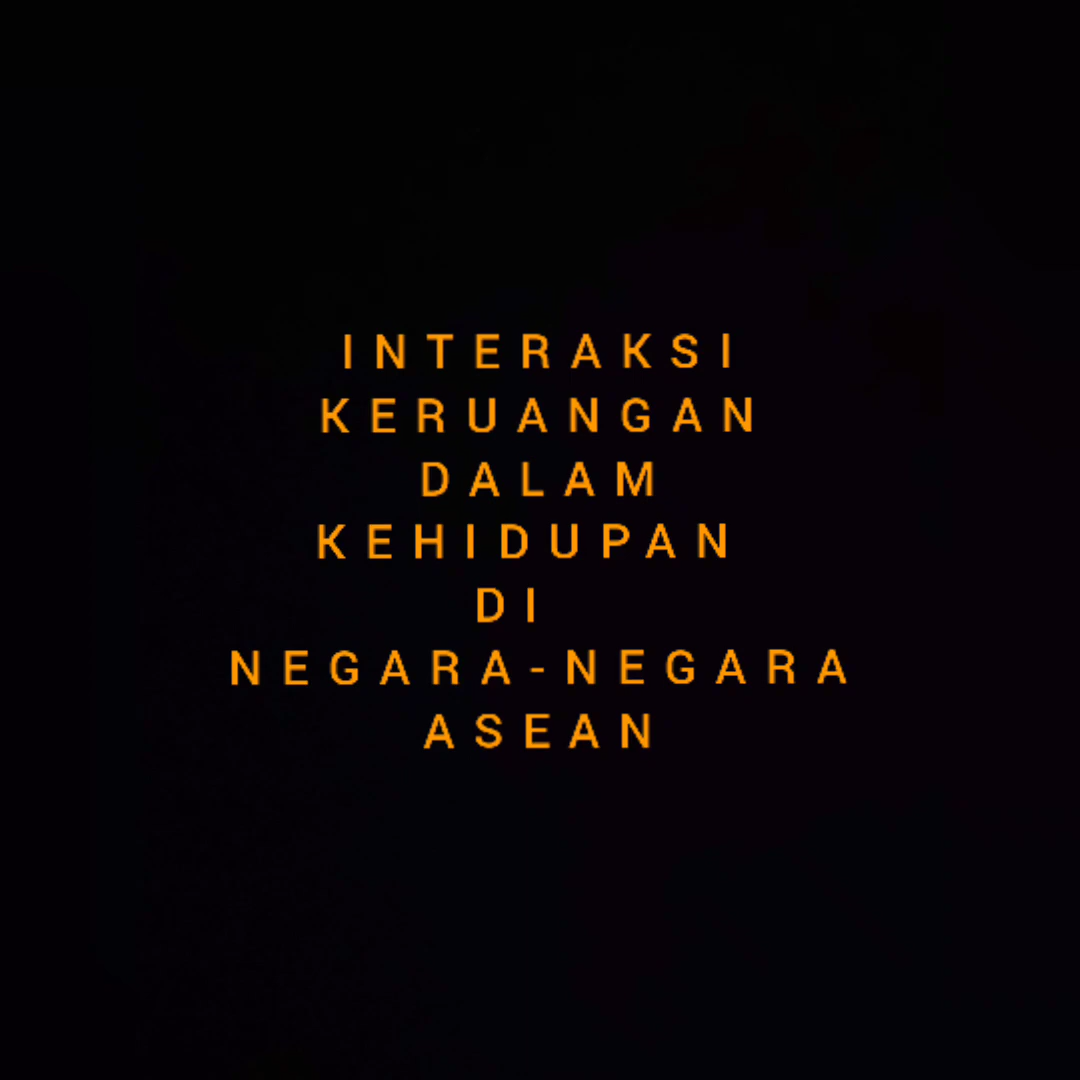 INTERAKSI
KERUANGAN
DALAM
KEHIDUPAN
DI
NEGARA-NEGARA
ASEAN